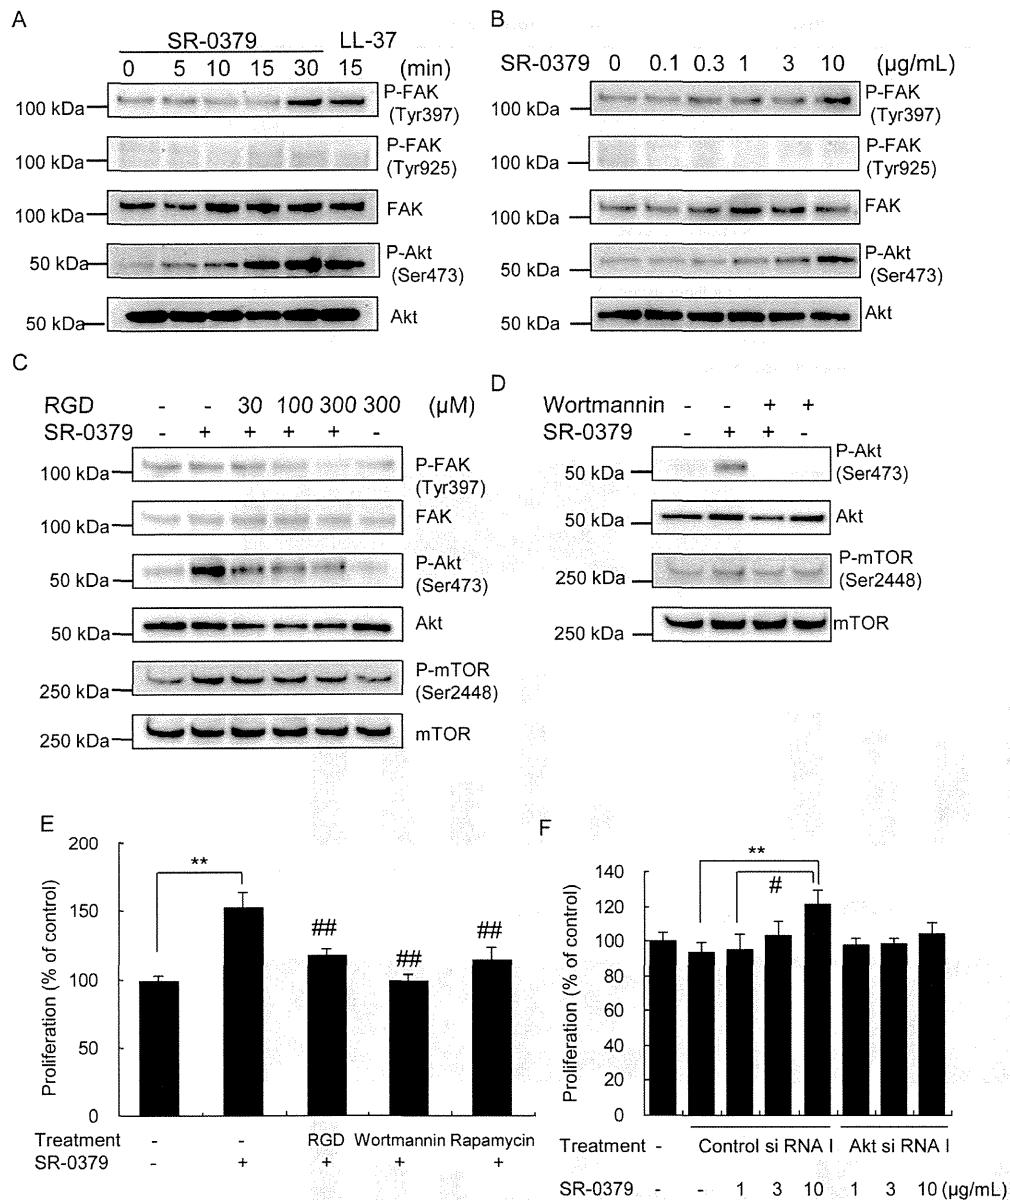 A
SR-0379 LL-37
0 5 10 15 30 15 (min)
100 kDa P-FAK (Tyr397)
100 kDa P-FAK (Tyr925)
100 kDa FAK
50 kDa P-Akt (Ser473)
50 kDa Akt
B
SR-0379 0 0.1 0.3 1 3 10 (µg/mL)
100 kDa P-FAK (Tyr397)
100 kDa P-FAK (Tyr925)
100 kDa FAK
50 kDa P-Akt (Ser473)
50 kDa Akt
C
RGD - - 30 100 300 300 (µM)
SR-0379 - + + + + -
100 kDa P-FAK (Tyr397)
100 kDa FAK
50 kDa P-Akt (Ser473)
50 kDa Akt
250 kDa P-mTOR (Ser2448)
250 kDa mTOR
D
Wortmannin - - + +
SR-0379 - + + -
50 kDa P-Akt (Ser473)
50 kDa Akt
250 kDa P-mTOR (Ser2448)
250 kDa mTOR
E
Proliferation (% of control)
200
150
100
50
0
**
##
##
##
Treatment - - RGD Wortmannin Rapamycin
SR-0379 - + + + +
F
Proliferation (% of control)
140
120
100
80
60
40
20
0
**
#
Treatment - Control si RNA I Akt si RNA I
SR-0379 - 1 3 10 1 3 10 (µg/mL)